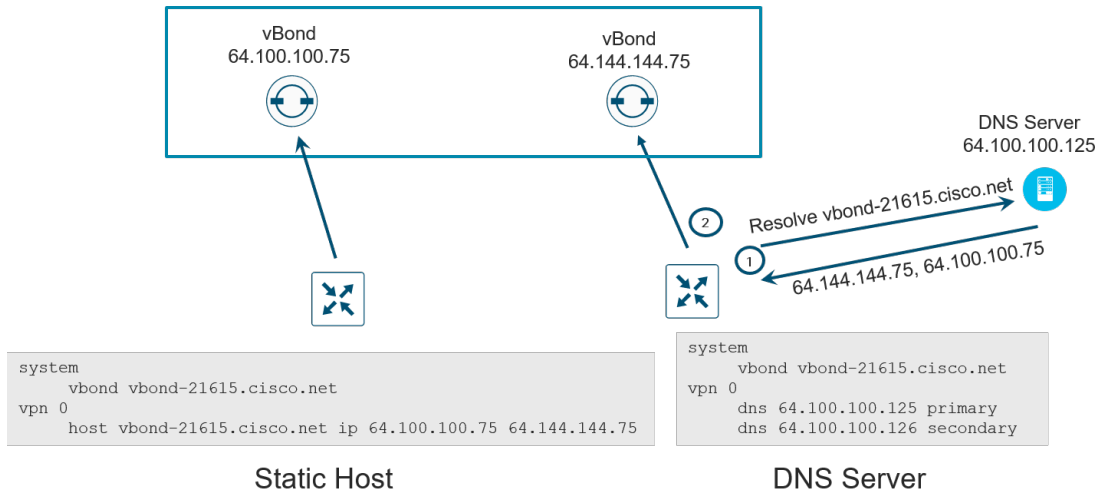 vBond
64.100.100.75
vBond
64.144.144.75
DNS Server
64.100.100.125
Resolve vbond-21615.cisco.net
2
1
64.144.144.75, 64.100.100.75
system
vbond vbond-21615.cisco.net
vpn 0
host vbond-21615.cisco.net ip 64.100.100.75 64.144.144.75
system
vbond vbond-21615.cisco.net
vpn 0
dns 64.100.100.125 primary
dns 64.100.100.126 secondary
Static Host
DNS Server